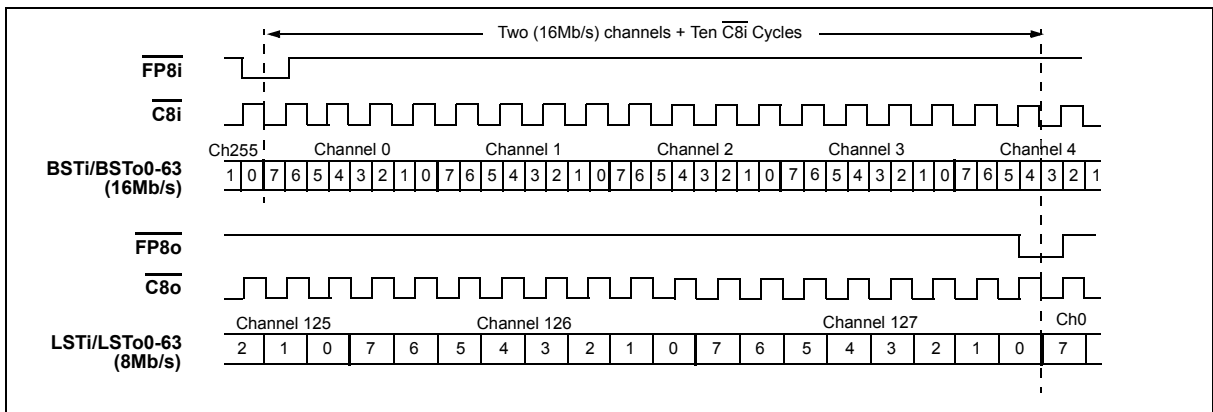 Two (16Mb/s) channels + Ten C8i Cycles
FP8i
C8i
Ch255 Channel 0 Channel 1 Channel 2 Channel 3 Channel 4
BSTi/BSTo0-63
(16Mb/s)
1 0 7 6 5 4 3 2 1 0 7 6 5 4 3 2 1 0 7 6 5 4 3 2 1 0 7 6 5 4 3 2 1 0 7 6 5 4 3 2 1
FP8o
C8o
Channel 125 Channel 126 Channel 127 Ch0
LSTi/LSTo0-63
(8Mb/s)
2 1 0 7 6 5 4 3 2 1 0 7 6 5 4 3 2 1 0 7